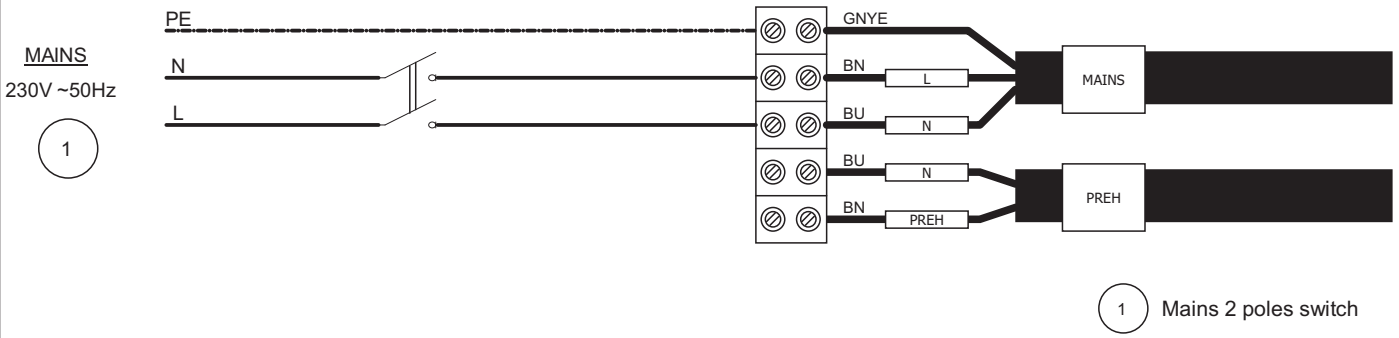 PE
GNYE
MAINS
N
BN
L
MAINS
230V ~50Hz
L
BU
N
1
BU
N
PREH
BN
PREH
1 Mains 2 poles switch